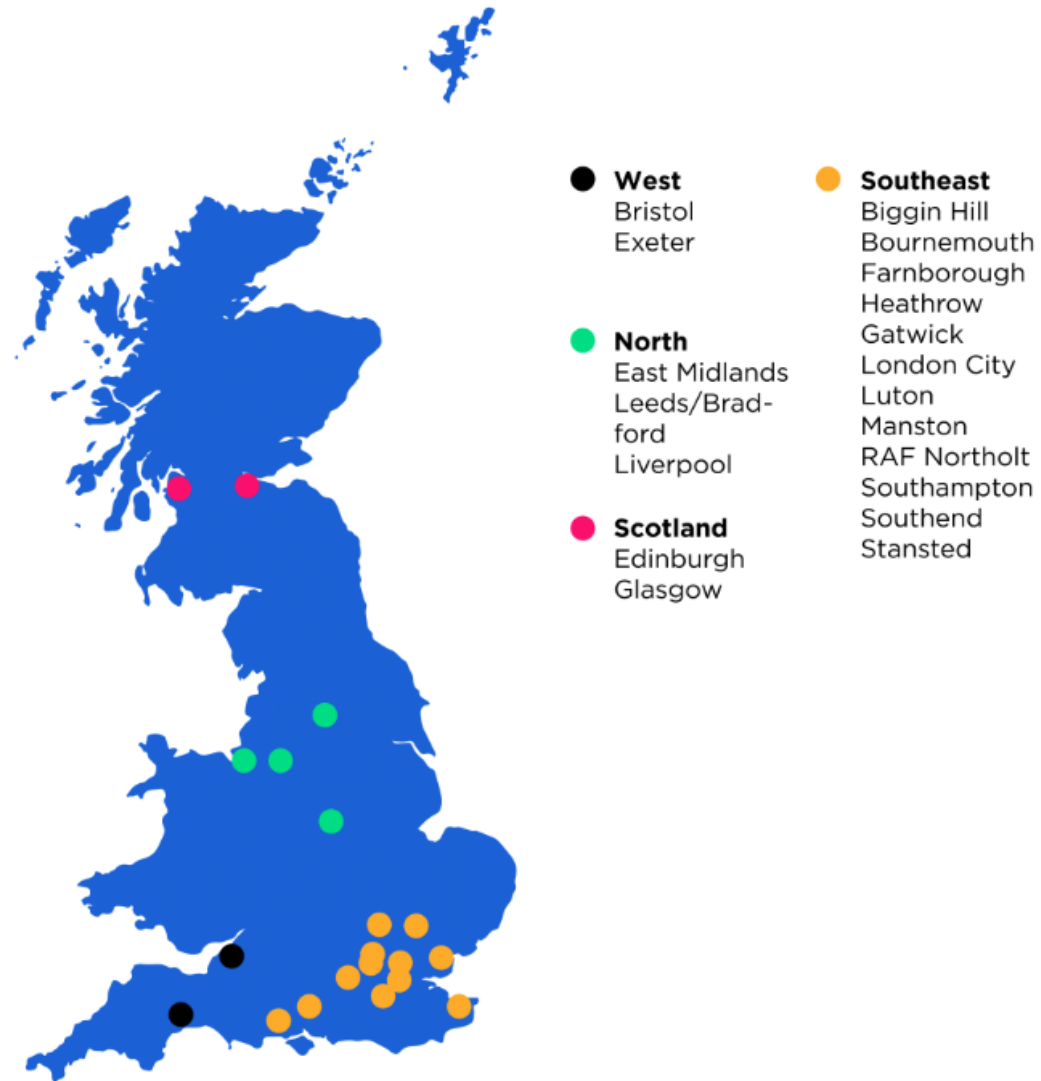 West
Bristol
Exeter
North
East Midlands
Leeds/Brad-
ford
Liverpool
Scotland
Edinburgh
Glasgow
Southeast
Biggin Hill
Bournemouth
Farnborough
Heathrow
Gatwick
London City
Luton
Manston
RAF Northolt
Southampton
Southend
Stansted